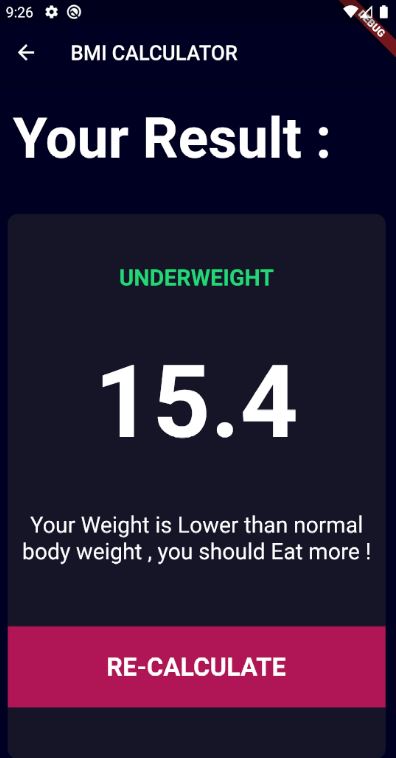 9:26
DEBUG
BMI CALCULATOR
Your Result :
UNDERWEIGHT
15.4
Your Weight is Lower than normal
body weight , you should Eat more !
RE-CALCULATE